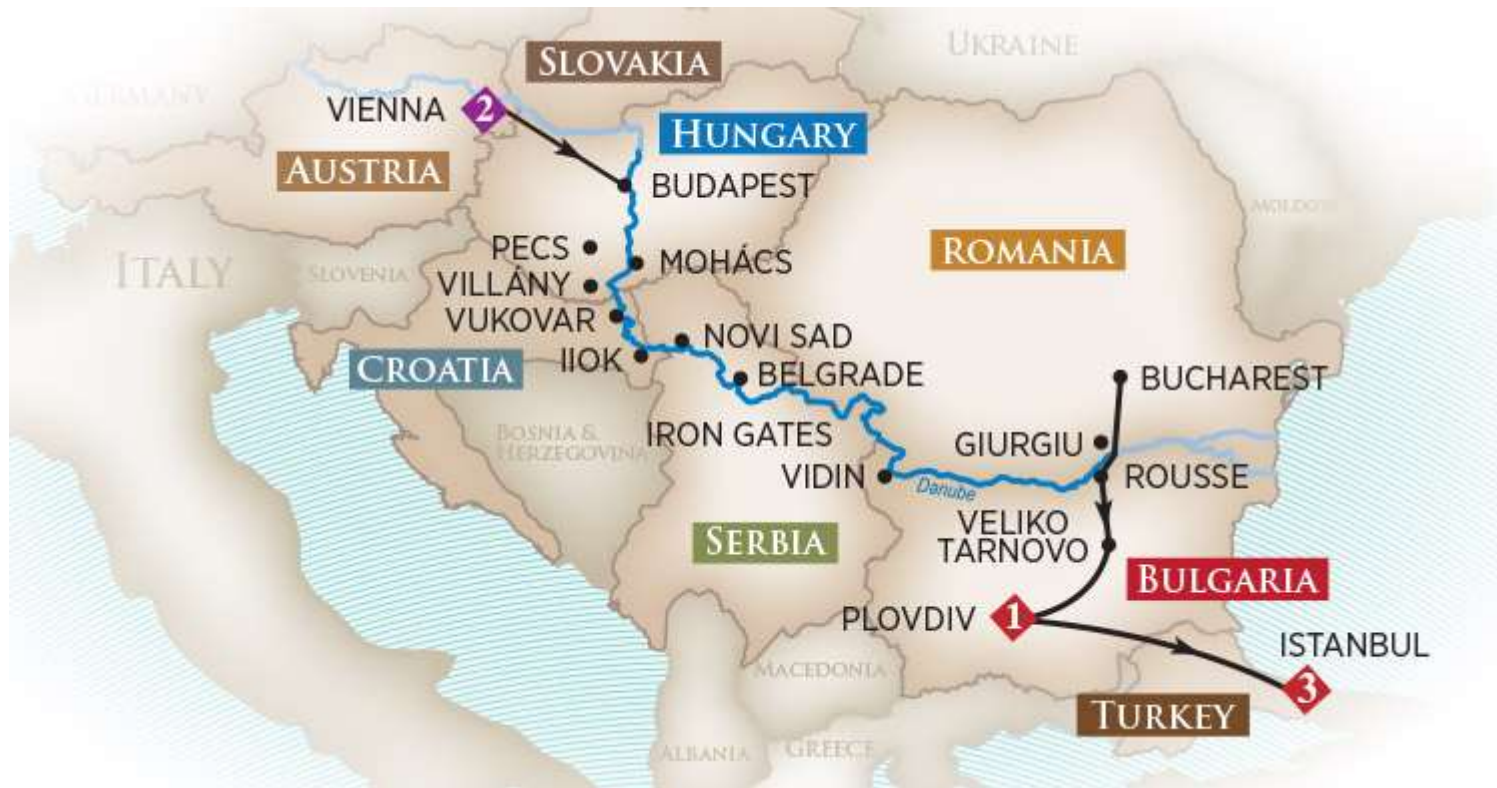 UKRAINE
SLOVAKIA
GERMANY
VIENNA
2
HUNGARY
AUSTRIA
BUDAPEST
MOLDOVA
PECS
MOHÁCS
ROMANIA
ITALY
SLOVENIA
VILLÁNY
VUKOVAR
NOVI SAD
IIOK
CROATIA
BELGRADE
BUCHAREST
BOSNIA &
HERZEGOVINA
IRON GATES
GIURGIU
VIDIN
Danube
ROUSSE
VELIKO
TARNOVO
SERBIA
BULGARIA
PLOVDIV
1
ISTANBUL
MACEDONIA
3
TURKEY
ALBANIA
GREECE